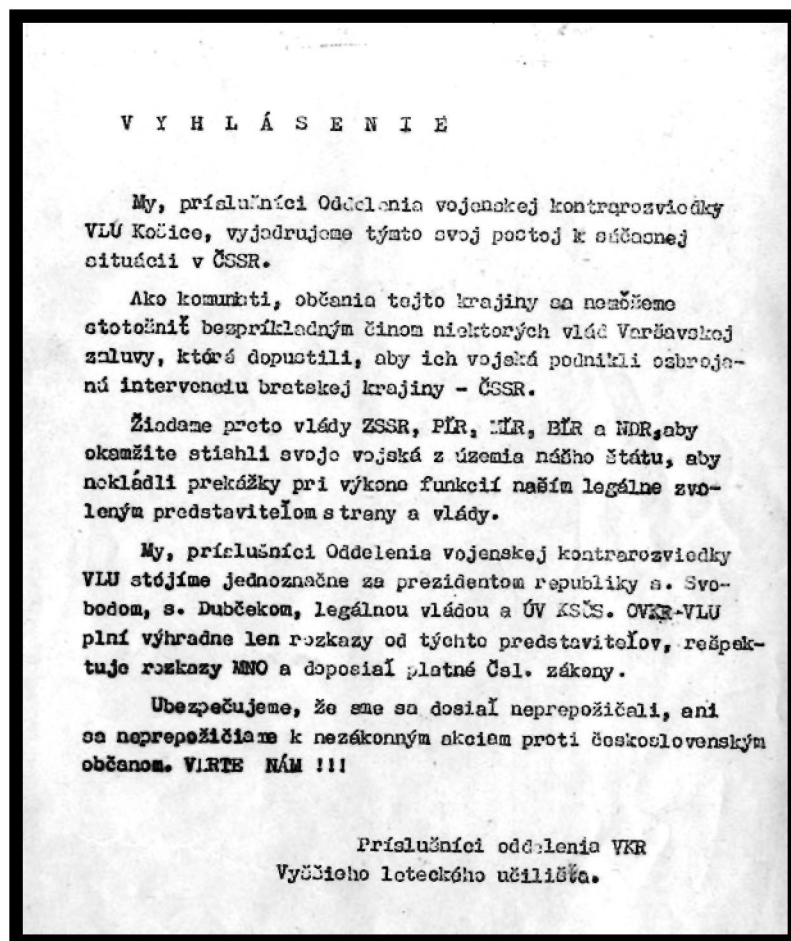 V Y H L Á S E N I E
My, príslušníci Oddelenia vojenskej kontrarozviedky
VLÚ Košice, vyjadrujeme týmto svoj postoj k súčasnej
situácii v ČSSR.
Ako komunisti, občania tejto krajiny sa nemôžeme
stotožniť bezpríkladným činom niektorých vlád Varšavskej
zmluvy, ktoré dopustili, aby ich vojská podnikli ozbroje-
nú intervenciu bratskej krajiny - ČSSR.
Žiadame preto vlády ZSSR, PĽR, MĽR, BĽR a NDR,aby
okamžite stiahli svoje vojská z územia nášho štátu, aby
nekládli prekážky pri výkone funkcií naším legálne zvo-
leným predstaviteľom strany a vlády.
My, príslušníci Oddelenia vojenskej kontrarozviedky
VLU stojíme jednoznačne za prezidentom republiky s. Svo-
bodom, s. Dubčekom, legálnou vládou a ÚV KSČS. OVKR-VLU
plní výhradne len rozkazy od týchto predstaviteľov, rešpek-
tuje rozkazy MNO a doposiaľ platné Čsl. zákony.
Ubezpečujeme, že sme sa dosiaľ neprepožičali, ani
sa neprepožičiame k nezákonným akciam proti československým
občanom. VERTE NÁM !!!
Príslušníci oddelenia VKR
Vyššieho leteckého učilišťa.